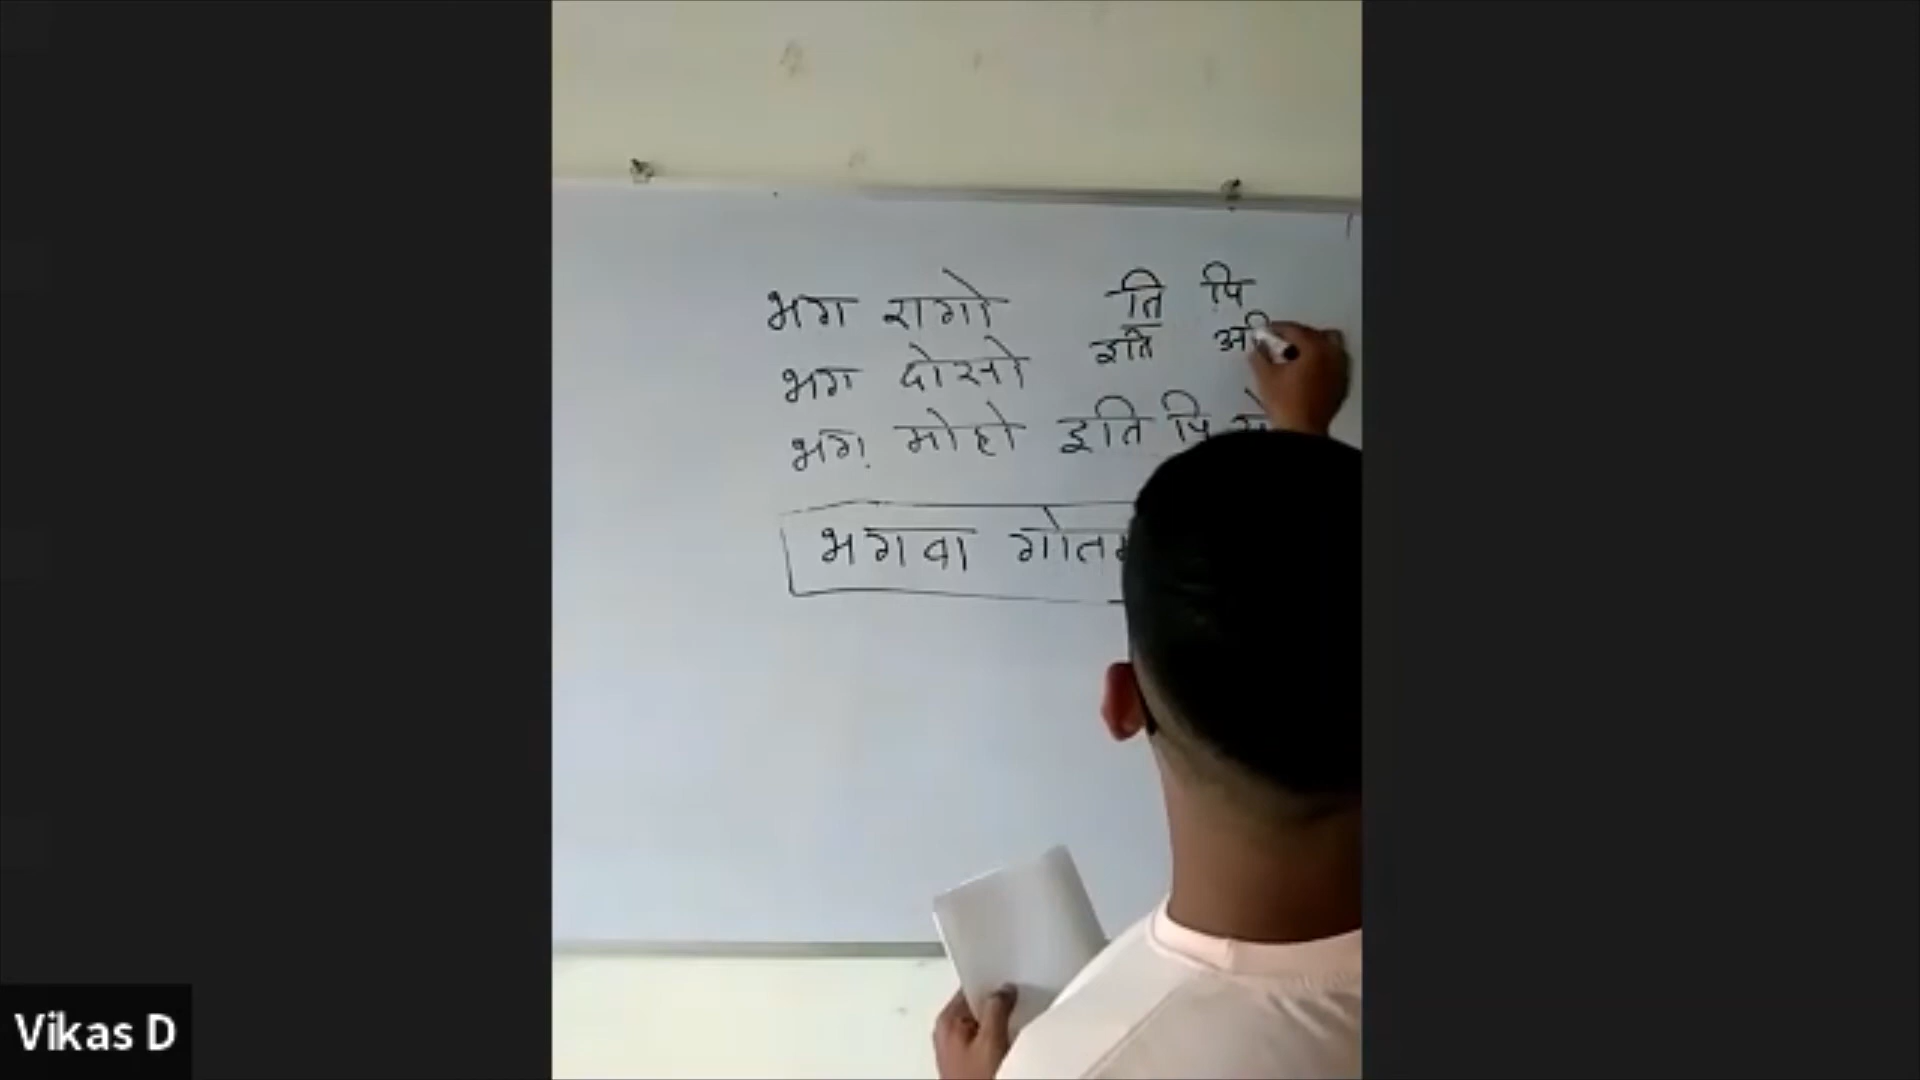 भग रागो ति पि
भग दोसो इति
भग मोहो इति पि
भगवा
Vikas D